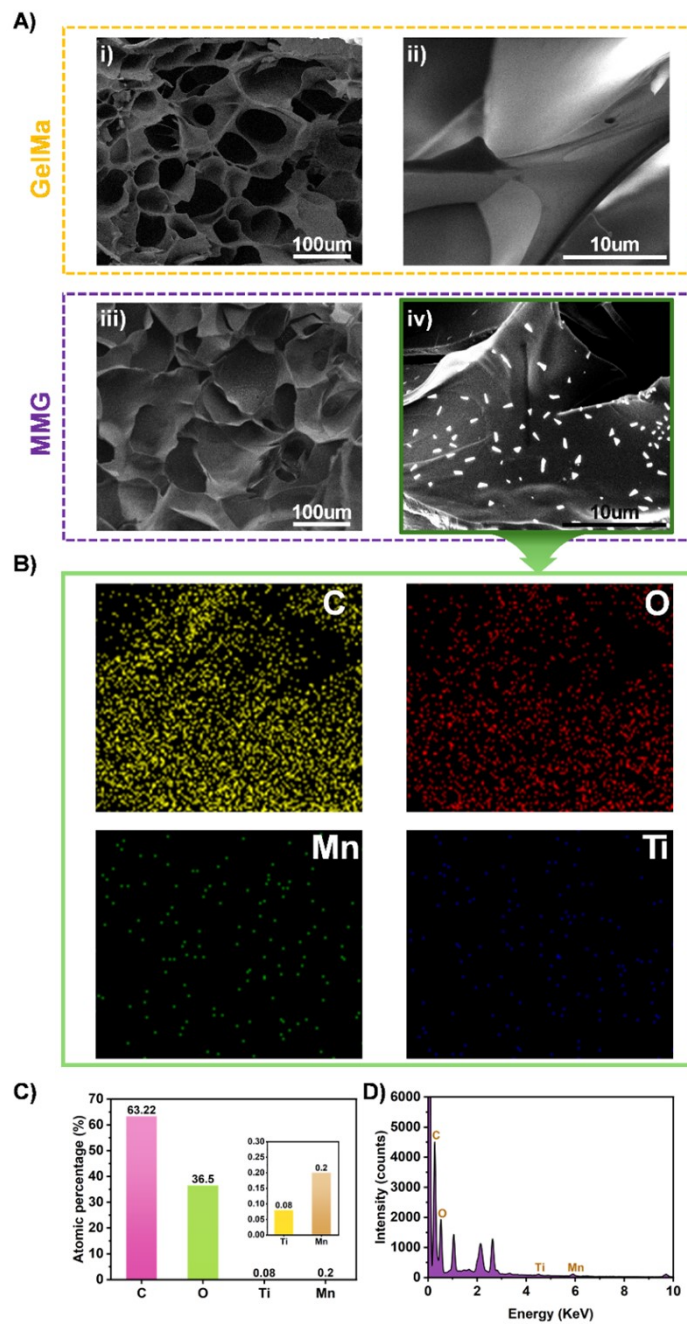 A)
GelMa
i)
100um
ii)
10um
MMG
iii)
100um
iv)
10um
B)
C
O
Mn
Ti
C)
Atomic percentage (%)
70
60
50
40
30
20
10
0
63.22
36.5
0.08
0.2
C
O
Ti
Mn
0.30
0.25
0.20
0.15
0.10
0.05
0.00
0.08
0.2
Ti
Mn
D)
Intensity (counts)
6000
5000
4000
3000
2000
1000
0
C
O
Ti
Mn
0
2
4
6
8
10
Energy (KeV)